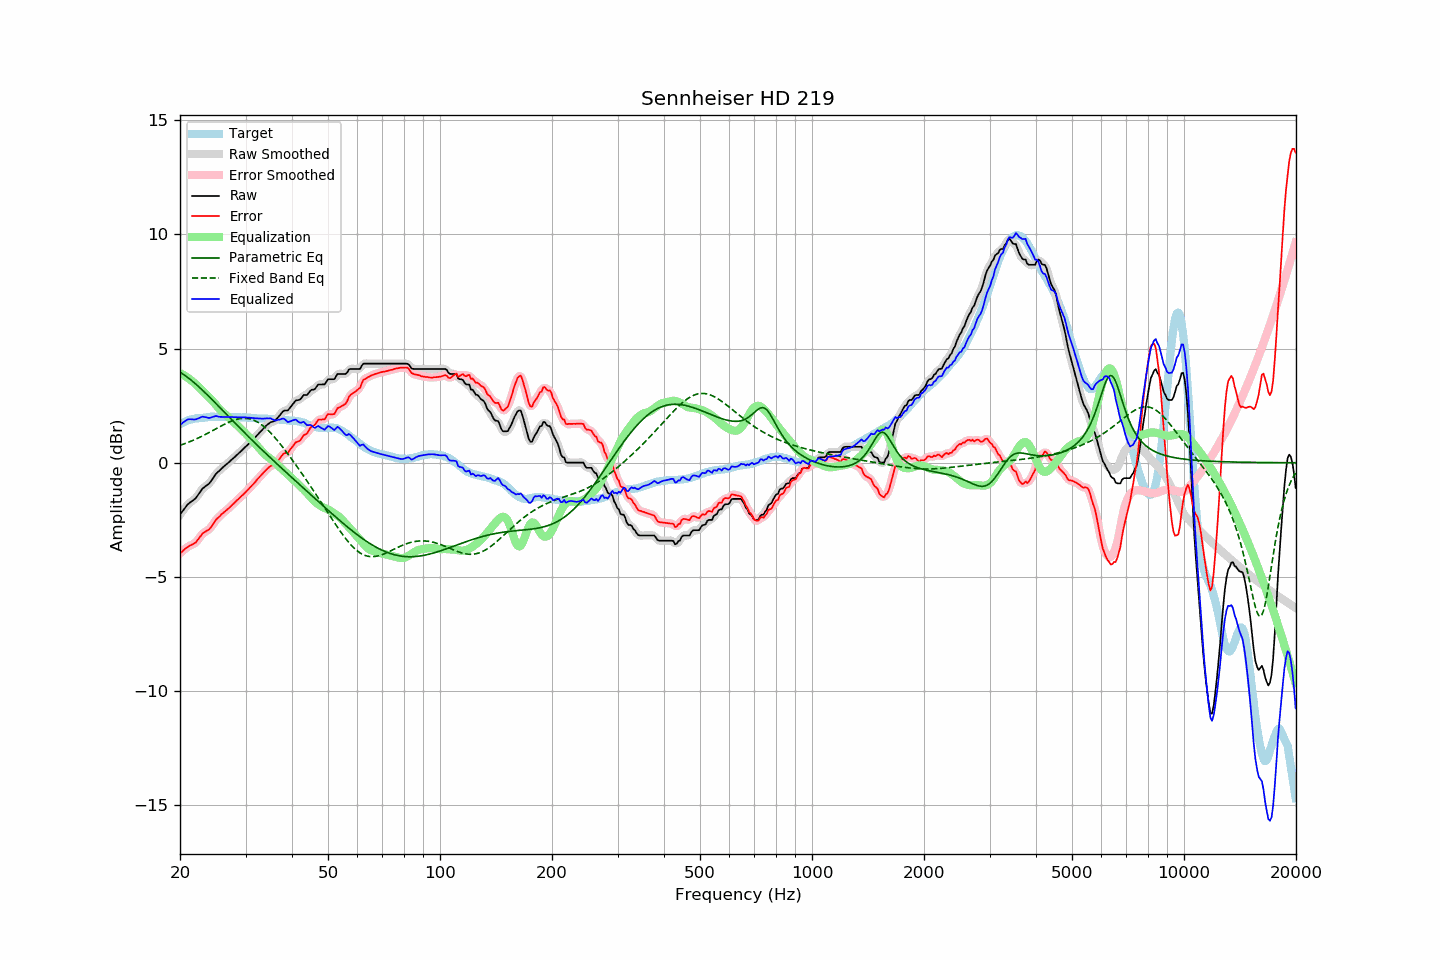 Sennheiser HD 219
Target
Raw Smoothed
Error Smoothed
Raw
Error
Equalization
Parametric Eq
Fixed Band Eq
Equalized
Amplitude (dBr)
15
10
5
0
−5
−10
−15
20
50
100
200
500
1000
2000
5000
10000
20000
Frequency (Hz)